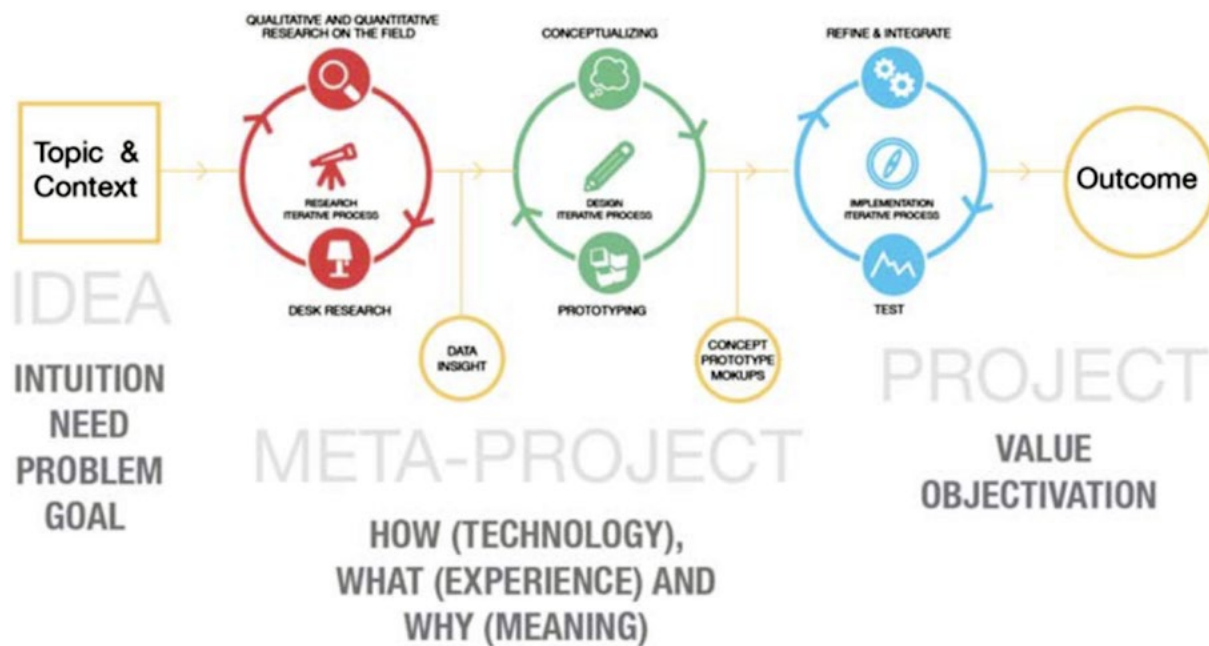 QUALITATIVE AND QUANTITATIVE
RESEARCH ON THE FIELD
CONCEPTUALIZING
REFINE & INTEGRATE
Topic &
Context
RESEARCH
ITERATIVE PROCESS
DESIGN
ITERATIVE PROCESS
IMPLEMENTATION
ITERATIVE PROCESS
Outcome
DESK RESEARCH
PROTOTYPING
TEST
DATA
INSIGHT
CONCEPT
PROTOTYPE
MOKUPS
IDEA
INTUITION
NEED
PROBLEM
GOAL
META-PROJECT
HOW (TECHNOLOGY),
WHAT (EXPERIENCE) AND
WHY (MEANING)
PROJECT
VALUE
OBJECTIVATION